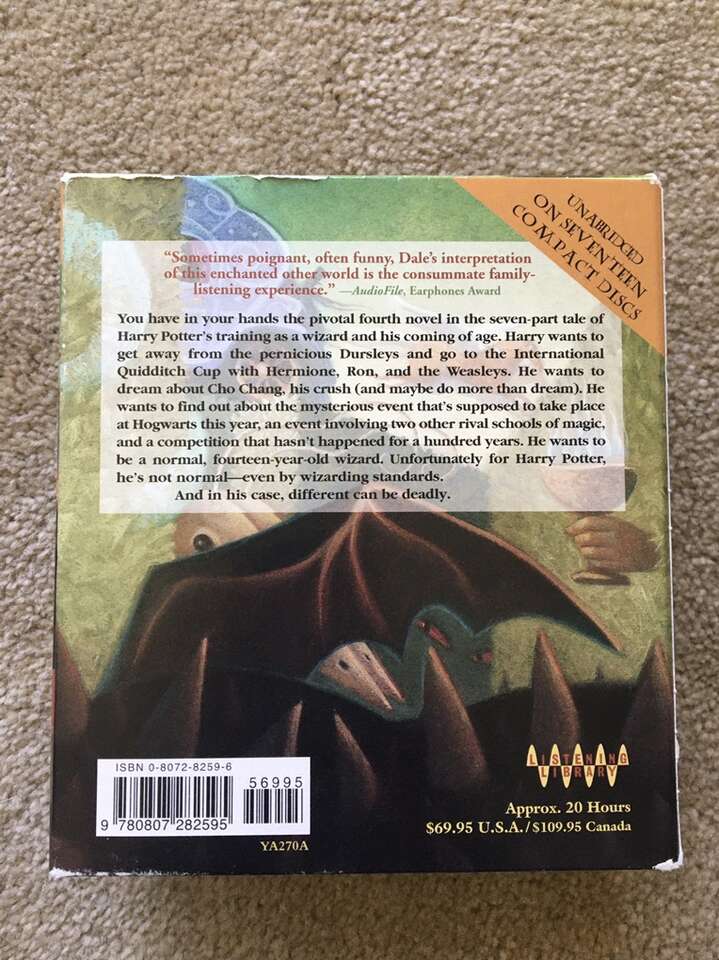 UNABRIDGED
ON SEVENTEEN
COMPACT DISCS
“Sometimes poignant, often funny, Dale’s interpretation
of this enchanted other world is the consummate family-
listening experience.” —AudioFile, Earphones Award
You have in your hands the pivotal fourth novel in the seven-part tale of
Harry Potter’s training as a wizard and his coming of age. Harry wants to
get away from the pernicious Dursleys and go to the International
Quidditch Cup with Hermione, Ron, and the Weasleys. He wants to
dream about Cho Chang, his crush (and maybe do more than dream). He
wants to find out about the mysterious event that’s supposed to take place
at Hogwarts this year, an event involving two other rival schools of magic,
and a competition that hasn’t happened for a hundred years. He wants to
be a normal, fourteen-year-old wizard. Unfortunately for Harry Potter,
he’s not normal—even by wizarding standards.
And in his case, different can be deadly.
ISBN 0-8072-8259-6
56995
9 780807 282595
YA270A
LISTENING
LIBRARY
Approx. 20 Hours
$69.95 U.S.A./$109.95 Canada